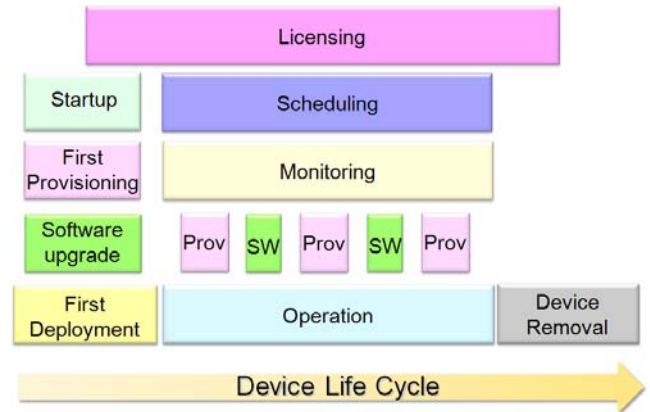 Licensing
Startup
Scheduling
First
Provisioning
Monitoring
Software
upgrade
Prov
SW
Prov
SW
Prov
First
Deployment
Operation
Device
Removal
Device Life Cycle